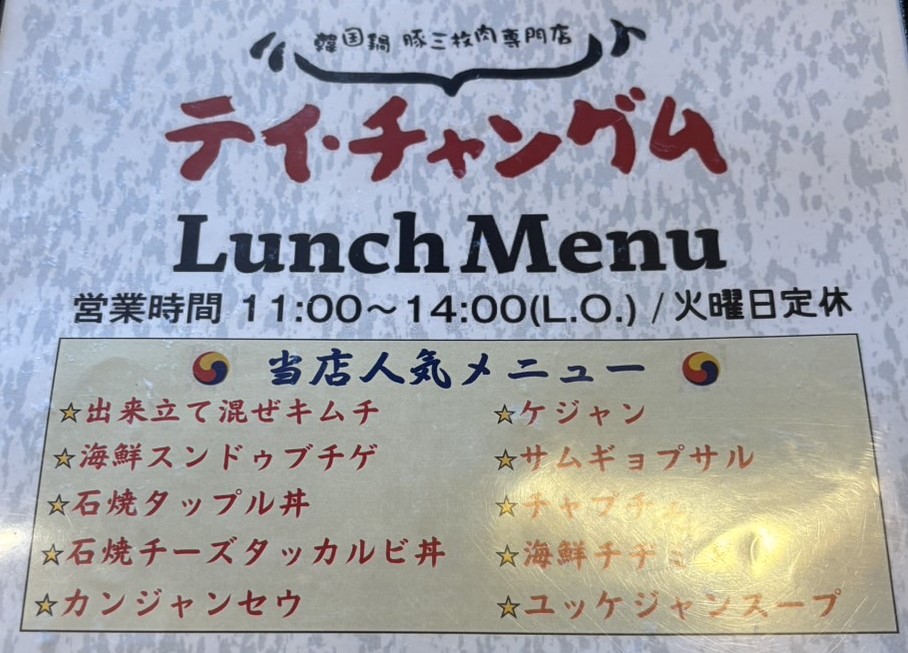 韓国鍋 豚三枚肉専門店
テイ・チャングム
Lunch Menu
営業時間 11:00～14:00(L.O.) / 火曜日定休
当店人気メニュー
☆出来立て混ぜキムチ
☆海鮮スンドゥブチゲ
☆石焼タップル丼
☆石焼チーズタッカルビ丼
☆カンジャンセウ
☆ケジャン
☆サムギョプサル
☆チャプチェ
☆海鮮チヂミ
☆ユッケジャンスープ